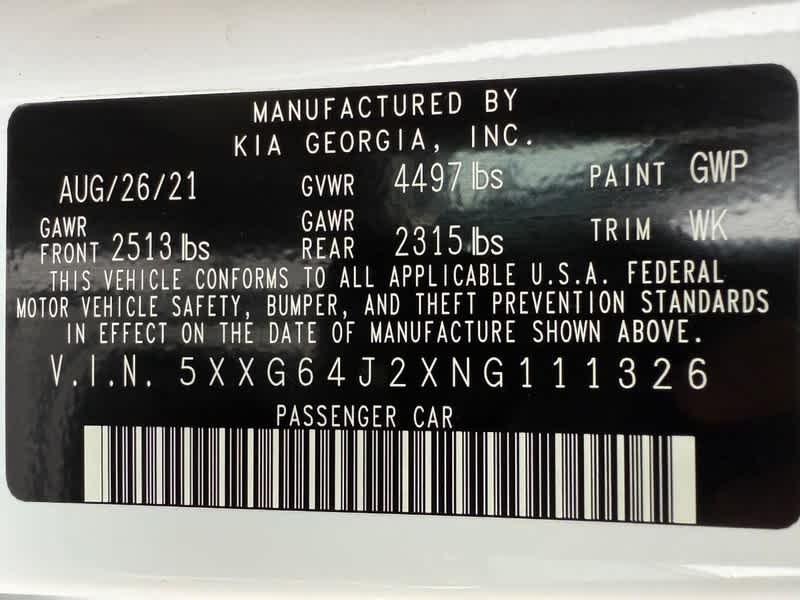 MANUFACTURED BY
KIA GEORGIA, INC.
AUG/26/21 GVWR 4497 lbs PAINT GWP
GAWR FRONT 2513 lbs GAWR REAR 2315 lbs TRIM WK
THIS VEHICLE CONFORMS TO ALL APPLICABLE U.S.A. FEDERAL
MOTOR VEHICLE SAFETY, BUMPER, AND THEFT PREVENTION STANDARDS
IN EFFECT ON THE DATE OF MANUFACTURE SHOWN ABOVE.
V.I.N. 5XXG64J2XNG111326
PASSENGER CAR